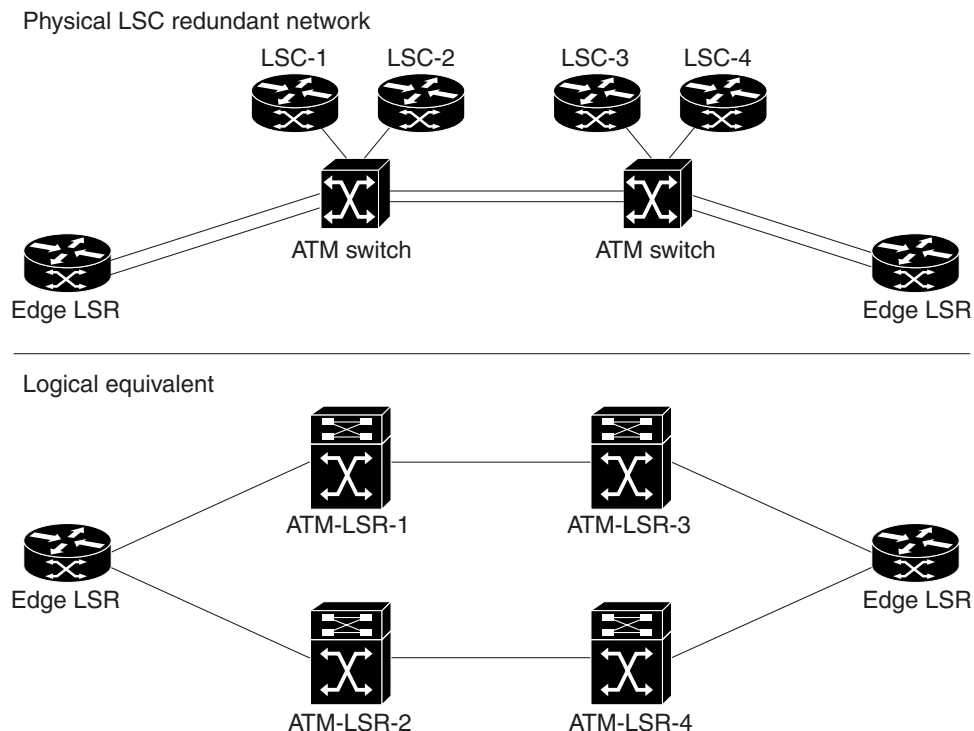 Physical LSC redundant network
LSC-1
LSC-2
LSC-3
LSC-4
ATM switch
ATM switch
Edge LSR
Edge LSR
Logical equivalent
ATM-LSR-1
ATM-LSR-3
Edge LSR
Edge LSR
ATM-LSR-2
ATM-LSR-4